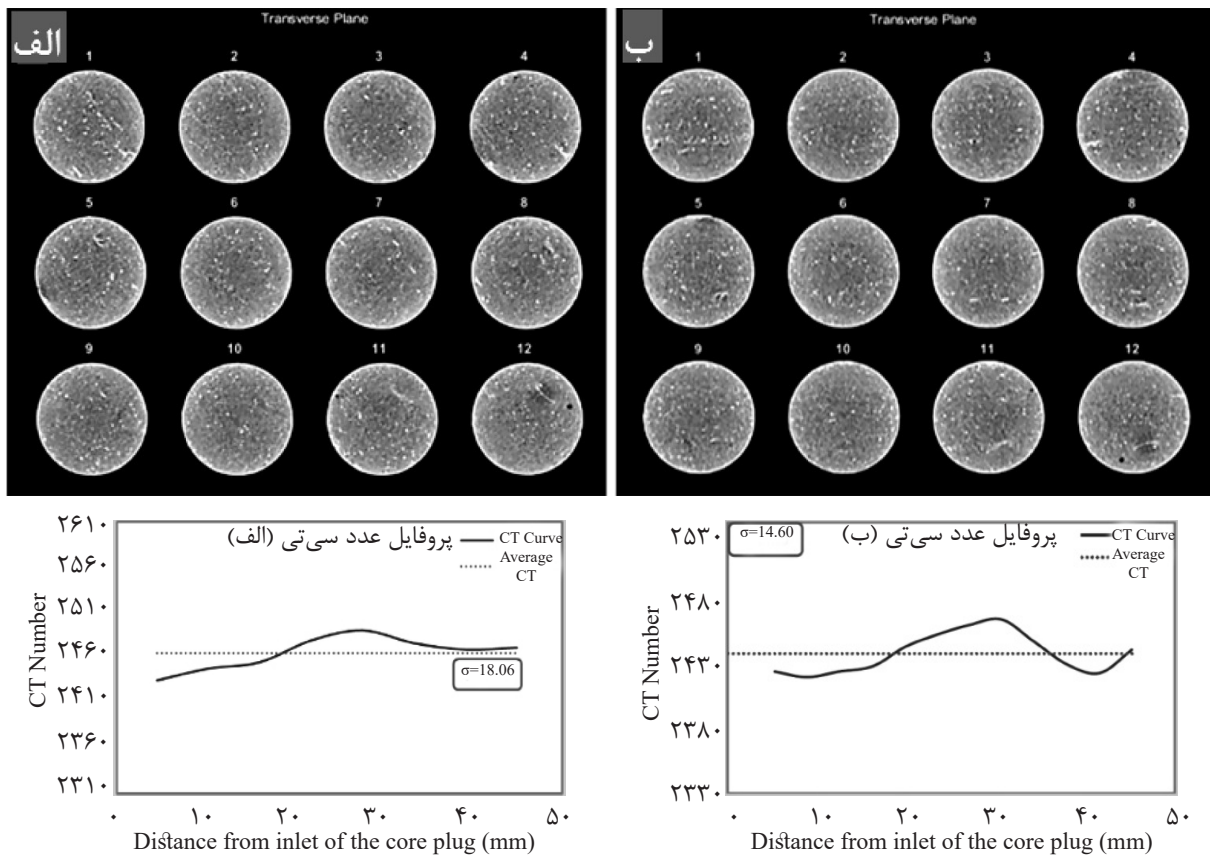 الف
Transverse Plane
1 2 3 4
5 6 7 8
9 10 11 12
ب
Transverse Plane
1 2 3 4
5 6 7 8
9 10 11 12
پروفایل عدد سی‌تی (الف)
CT Curve
Average
CT
σ=18.06
CT Number
۲۶۱۰
۲۵۶۰
۲۵۱۰
۲۴۶۰
۲۴۱۰
۲۳۶۰
۲۳۱۰
۰ ۱۰ ۲۰ ۳۰ ۴۰ ۵۰
Distance from inlet of the core plug (mm)
σ=14.60
پروفایل عدد سی‌تی (ب)
CT Curve
Average
CT
CT Number
۲۵۳۰
۲۴۸۰
۲۴۳۰
۲۳۸۰
۲۳۳۰
۰ ۱۰ ۲۰ ۳۰ ۴۰ ۵۰
Distance from inlet of the core plug (mm)